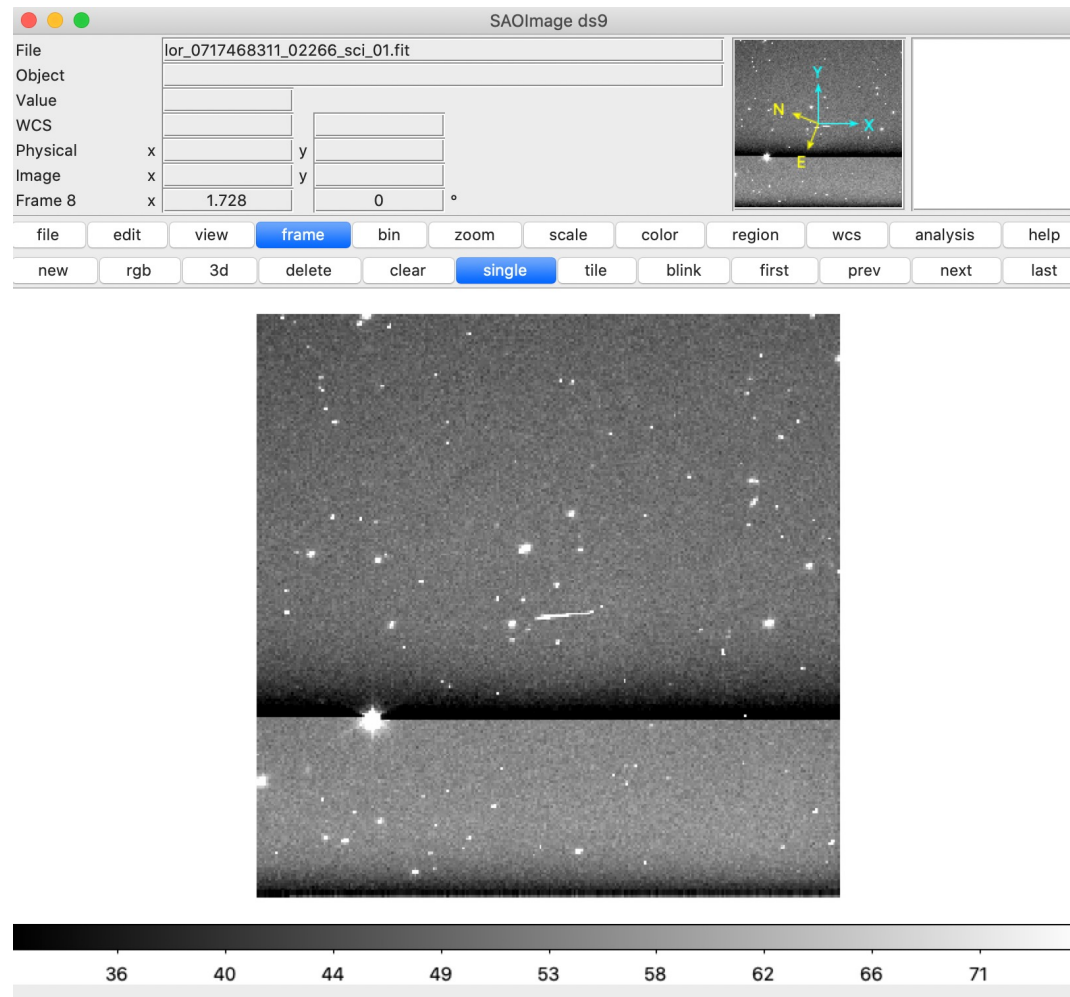 SAOImage ds9
File lor_0717468311_02266_sci_01.fit
Object
Value
WCS
Physical x y
Image x y
Frame 8 x 1.728 0 °
Y
N
X
E
file edit view frame bin zoom scale color region wcs analysis help
new rgb 3d delete clear single tile blink first prev next last
36 40 44 49 53 58 62 66 71